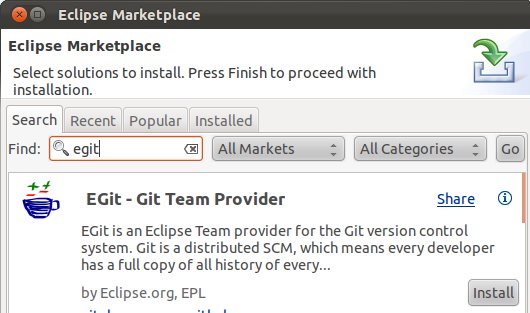 Eclipse Marketplace
Eclipse Marketplace
Select solutions to install. Press Finish to proceed with
installation.
Search Recent Popular Installed
Find: egit All Markets All Categories Go
EGit - Git Team Provider Share
EGit is an Eclipse Team provider for the Git version control
system. Git is a distributed SCM, which means every developer
has a full copy of all history of every...
by Eclipse.org, EPL Install